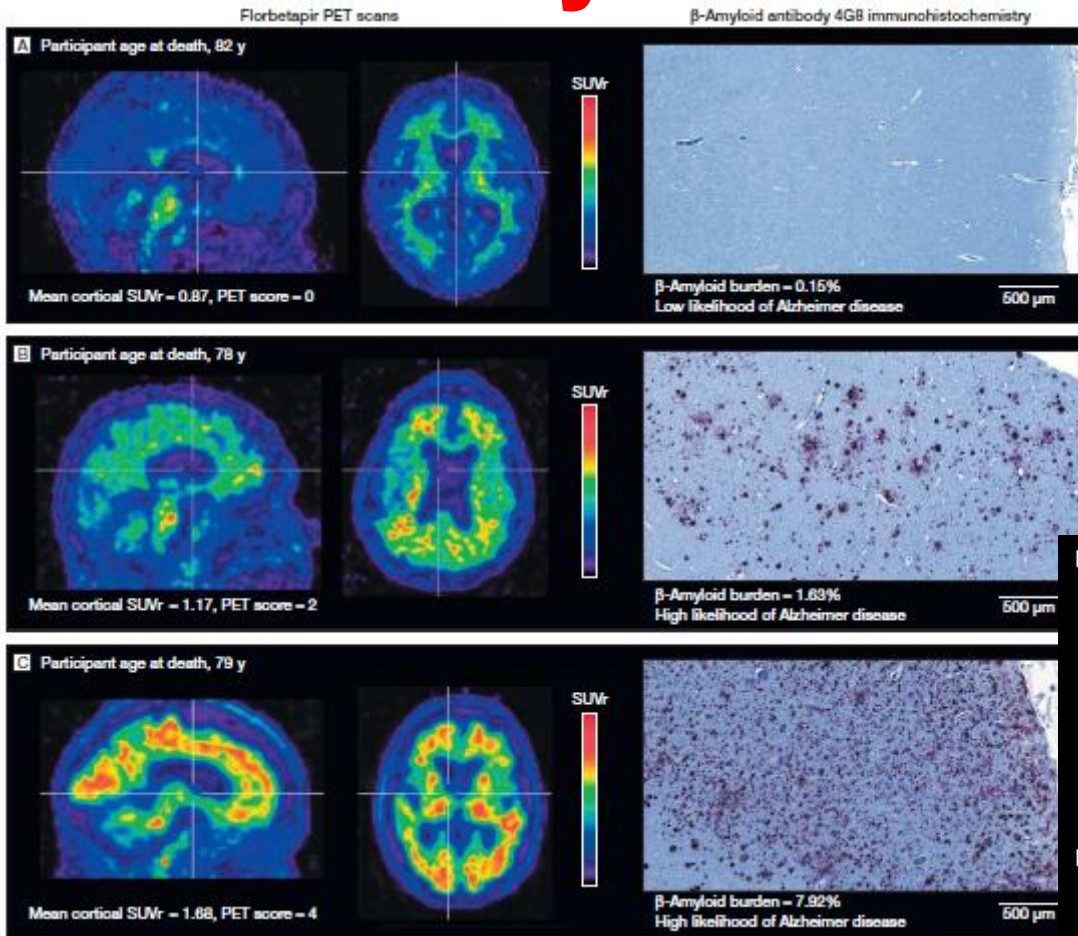 Florbetapir PET scans
β-Amyloid antibody 4G8 immunohistochemistry
A Participant age at death, 82 y
SUVr
Mean cortical SUVr = 0.87, PET score = 0
β-Amyloid burden = 0.15%
Low likelihood of Alzheimer disease
500 μm
B Participant age at death, 78 y
SUVr
Mean cortical SUVr = 1.17, PET score = 2
β-Amyloid burden = 1.63%
High likelihood of Alzheimer disease
500 μm
C Participant age at death, 79 y
SUVr
Mean cortical SUVr = 1.68, PET score = 4
β-Amyloid burden = 7.92%
High likelihood of Alzheimer disease
500 μm